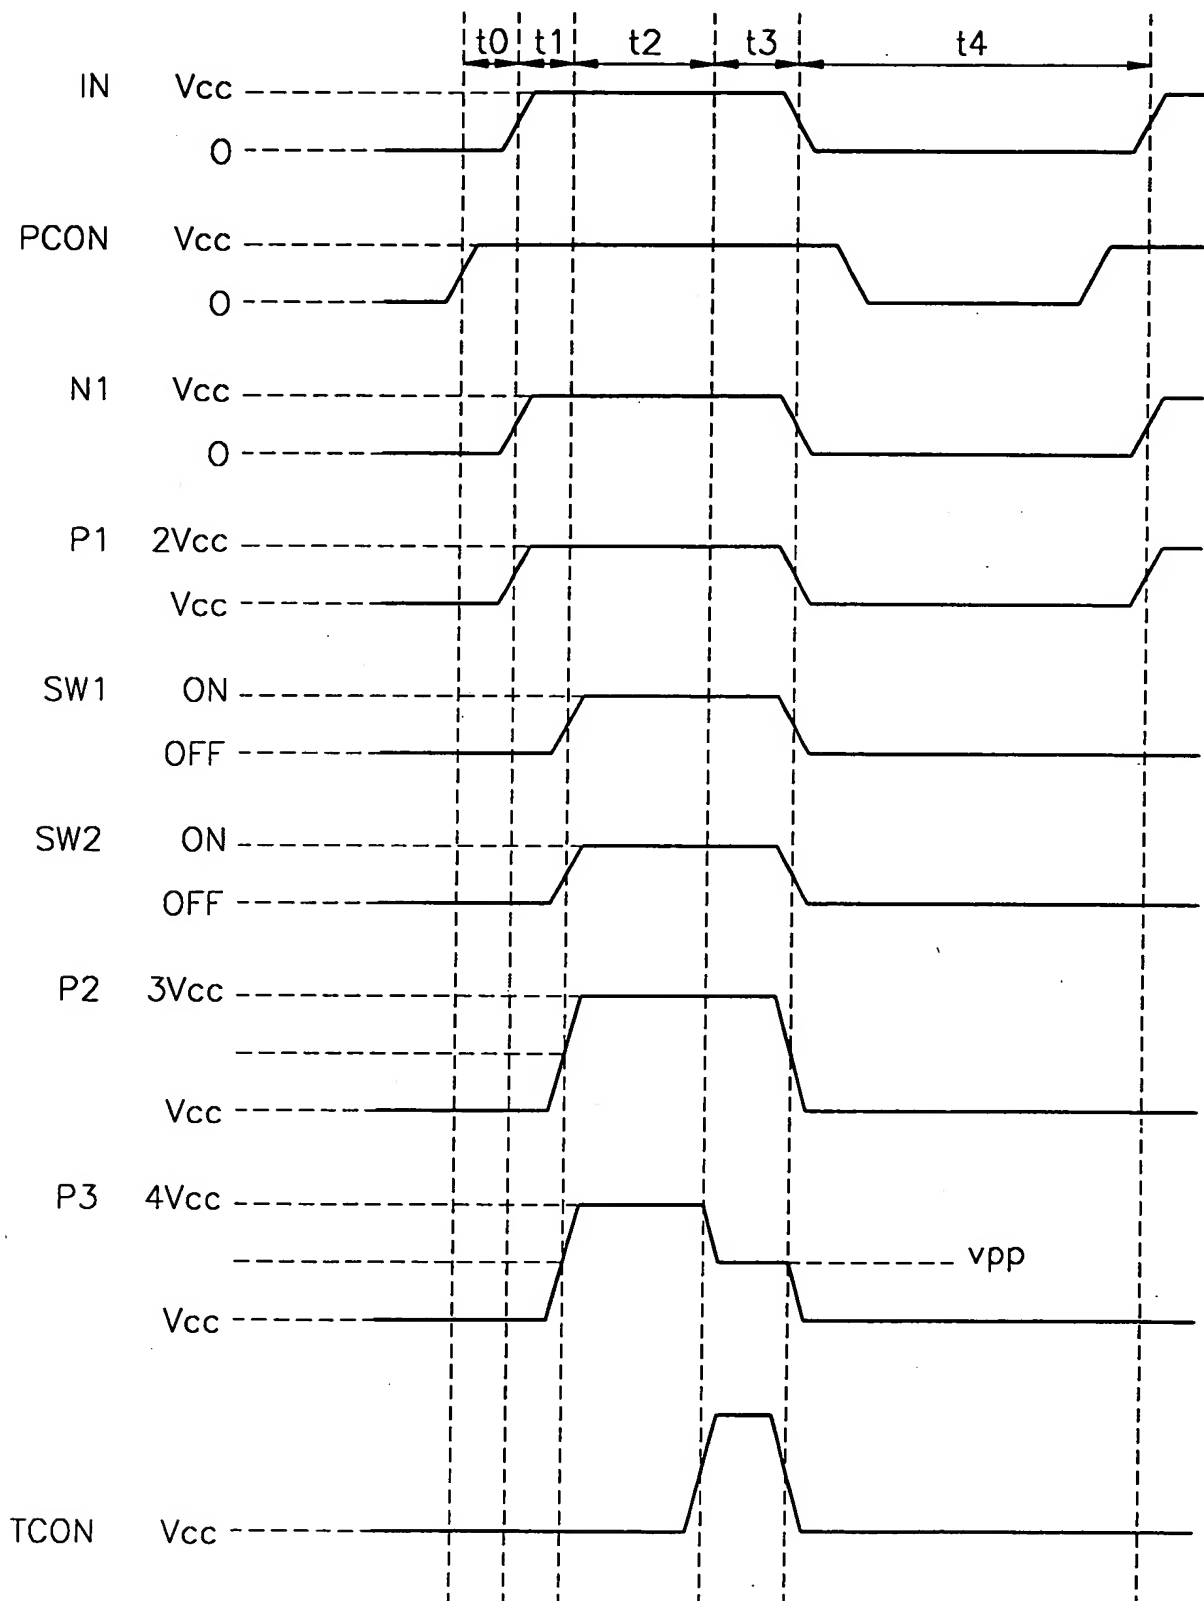 t0 t1 t2 t3 t4
IN Vcc
0
PCON Vcc
0
N1 Vcc
0
P1 2Vcc
Vcc
SW1 ON
OFF
SW2 ON
OFF
P2 3Vcc
Vcc
P3 4Vcc
vpp
Vcc
TCON Vcc